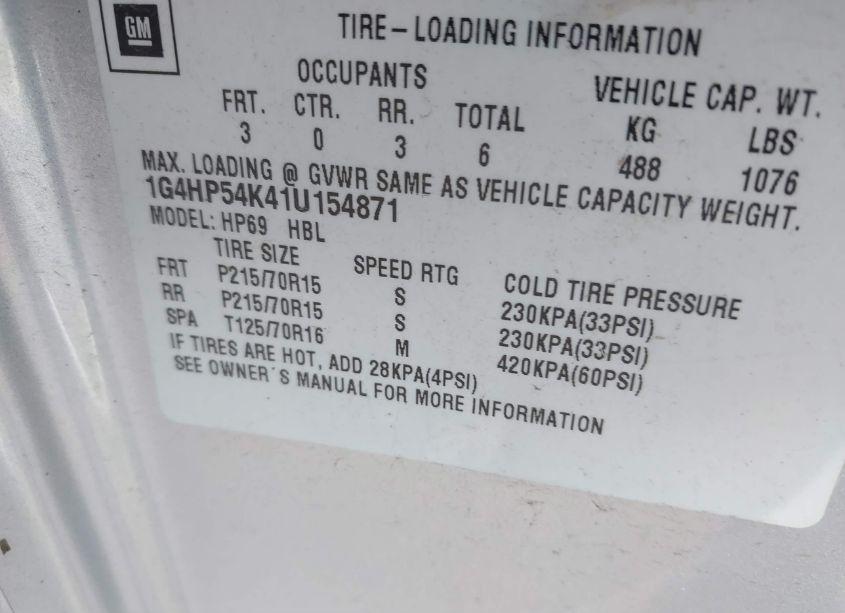 GM
TIRE-LOADING INFORMATION
OCCUPANTS VEHICLE CAP. WT.
FRT. CTR. RR. TOTAL KG LBS
3 0 3 6 488 1076
MAX. LOADING @ GVWR SAME AS VEHICLE CAPACITY WEIGHT.
1G4HP54K41U154871
MODEL: HP69 HBL
TIRE SIZE SPEED RTG COLD TIRE PRESSURE
FRT P215/70R15 S 230KPA(33PSI)
RR P215/70R15 S 230KPA(33PSI)
SPA T125/70R16 M 420KPA(60PSI)
IF TIRES ARE HOT, ADD 28KPA(4PSI)
SEE OWNER'S MANUAL FOR MORE INFORMATION